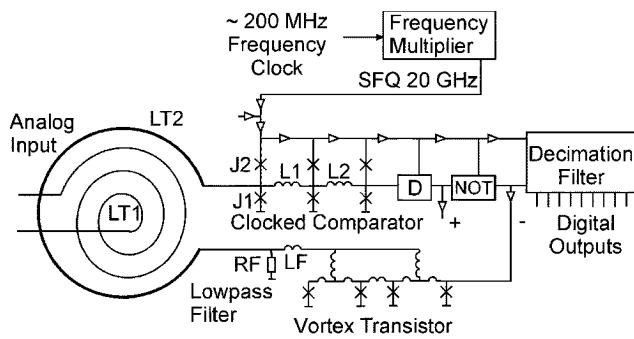 ~ 200 MHz
Frequency
Clock
Frequency
Multiplier
SFQ 20 GHz
Analog
Input
LT2
LT1
J2
L1
L2
J1
D
NOT
Decimation
Filter
Clocked Comparator
+
-
Digital
Outputs
RF
LF
Lowpass
Filter
Vortex Transistor